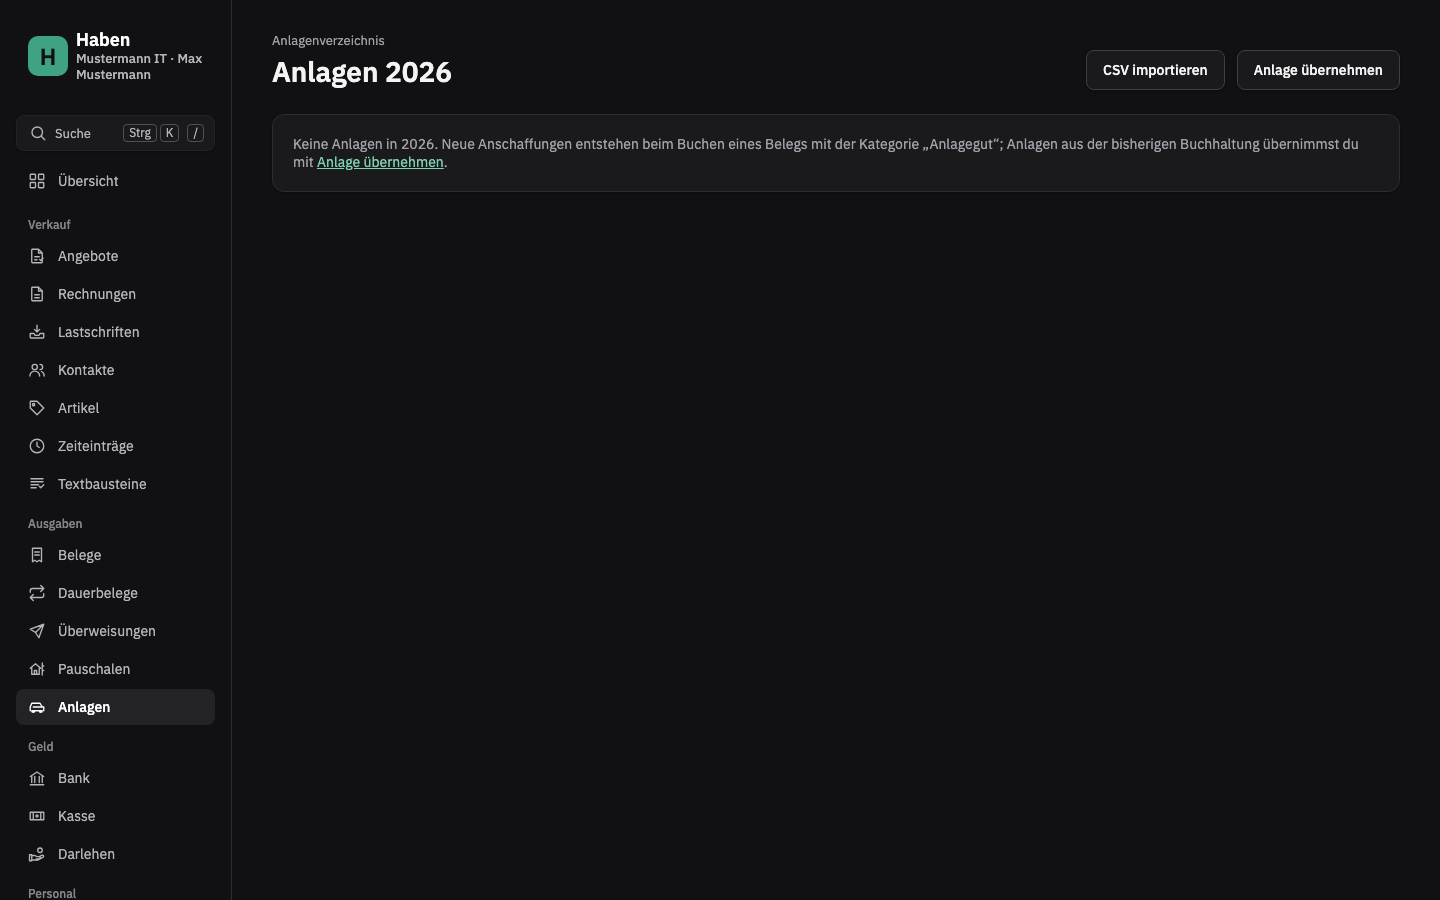 H
Haben
Mustermann IT · Max
Mustermann
Suche
Strg K /
Übersicht
Verkauf
Angebote
Rechnungen
Lastschriften
Kontakte
Artikel
Zeiteinträge
Textbausteine
Ausgaben
Belege
Dauerbelege
Überweisungen
Pauschalen
Anlagen
Geld
Bank
Kasse
Darlehen
Personal
Anlagenverzeichnis
Anlagen 2026
CSV importieren
Anlage übernehmen
Keine Anlagen in 2026. Neue Anschaffungen entstehen beim Buchen eines Belegs mit der Kategorie „Anlagegut“; Anlagen aus der bisherigen Buchhaltung übernimmst du
mit Anlage übernehmen.